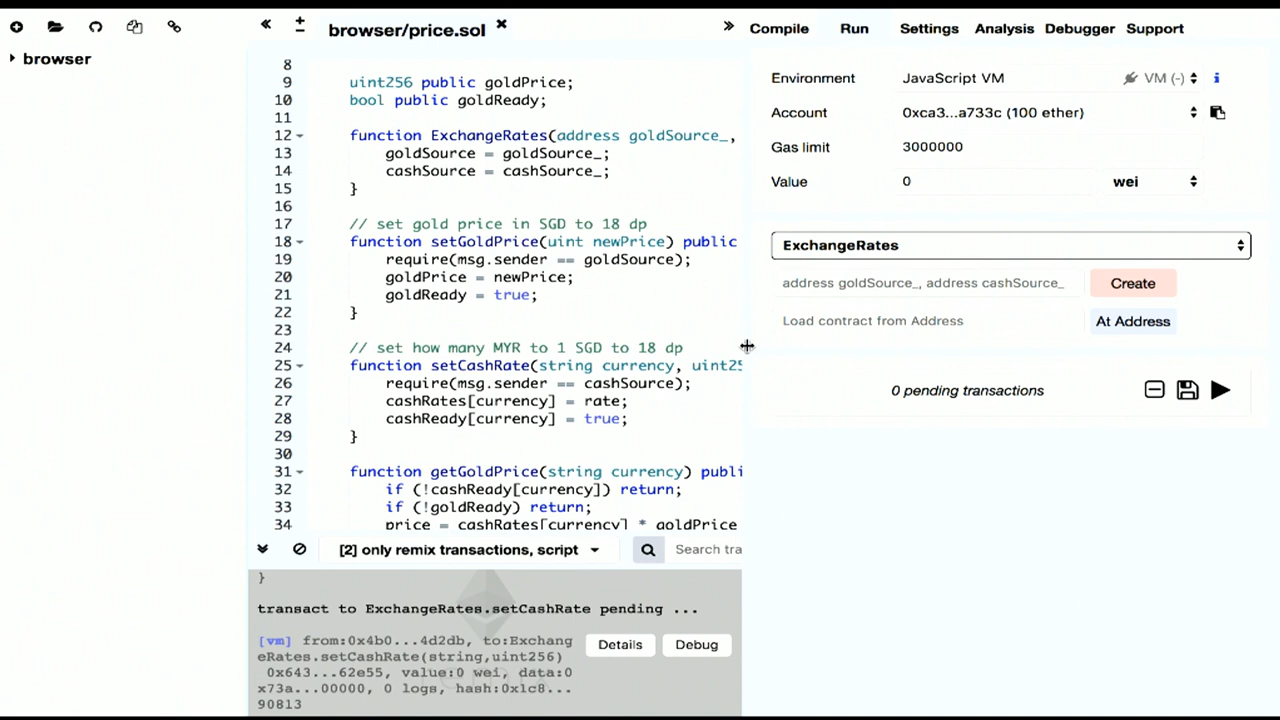 browser/price.sol
Compile Run Settings Analysis Debugger Support
browser
8
9 uint256 public goldPrice;
10 bool public goldReady;
11
12 function ExchangeRates(address goldSource_,
13 goldSource = goldSource_;
14 cashSource = cashSource_;
15 }
16
17 // set gold price in SGD to 18 dp
18 function setGoldPrice(uint newPrice) public
19 require(msg.sender == goldSource);
20 goldPrice = newPrice;
21 goldReady = true;
22 }
23
24 // set how many MYR to 1 SGD to 18 dp
25 function setCashRate(string currency, uint25
26 require(msg.sender == cashSource);
27 cashRates[currency] = rate;
28 cashReady[currency] = true;
29 }
30
31 function getGoldPrice(string currency) publi
32 if (!cashReady[currency]) return;
33 if (!goldReady) return;
34 price = cashRates[currency] * goldPrice
[2] only remix transactions, script
Search tra
}
transact to ExchangeRates.setCashRate pending ...
[vm] from:0x4b0...4d2db, to:Exchang
eRates.setCashRate(string,uint256)
0x643...62e55, value:0 wei, data:0
x73a...00000, 0 logs, hash:0x1c8...
90813
Details Debug
Environment JavaScript VM VM (-) i
Account 0xca3...a733c (100 ether)
Gas limit 3000000
Value 0 wei
ExchangeRates
address goldSource_, address cashSource_ Create
Load contract from Address At Address
0 pending transactions